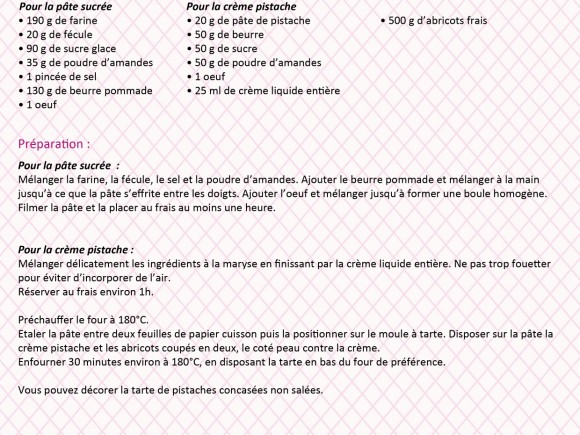 Pour la pâte sucrée
• 190 g de farine
• 20 g de fécule
• 90 g de sucre glace
• 35 g de poudre d'amandes
• 1 pincée de sel
• 130 g de beurre pommade
• 1 oeuf
Pour la crème pistache
• 20 g de pâte de pistache
• 50 g de beurre
• 50 g de sucre
• 50 g de poudre d'amandes
• 1 oeuf
• 25 ml de crème liquide entière
• 500 g d'abricots frais
Préparation :
Pour la pâte sucrée :
Mélanger la farine, la fécule, le sel et la poudre d'amandes. Ajouter le beurre pommade et mélanger à la main
jusqu'à ce que la pâte s'effrite entre les doigts. Ajouter l'oeuf et mélanger jusqu'à former une boule homogène.
Filmer la pâte et la placer au frais au moins une heure.
Pour la crème pistache :
Mélanger délicatement les ingrédients à la maryse en finissant par la crème liquide entière. Ne pas trop fouetter
pour éviter d'incorporer de l'air.
Réserver au frais environ 1h.
Préchauffer le four à 180°C.
Etaler la pâte entre deux feuilles de papier cuisson puis la positionner sur le moule à tarte. Disposer sur la pâte la
crème pistache et les abricots coupés en deux, le coté peau contre la crème.
Enfourner 30 minutes environ à 180°C, en disposant la tarte en bas du four de préférence.
Vous pouvez décorer la tarte de pistaches concasées non salées.